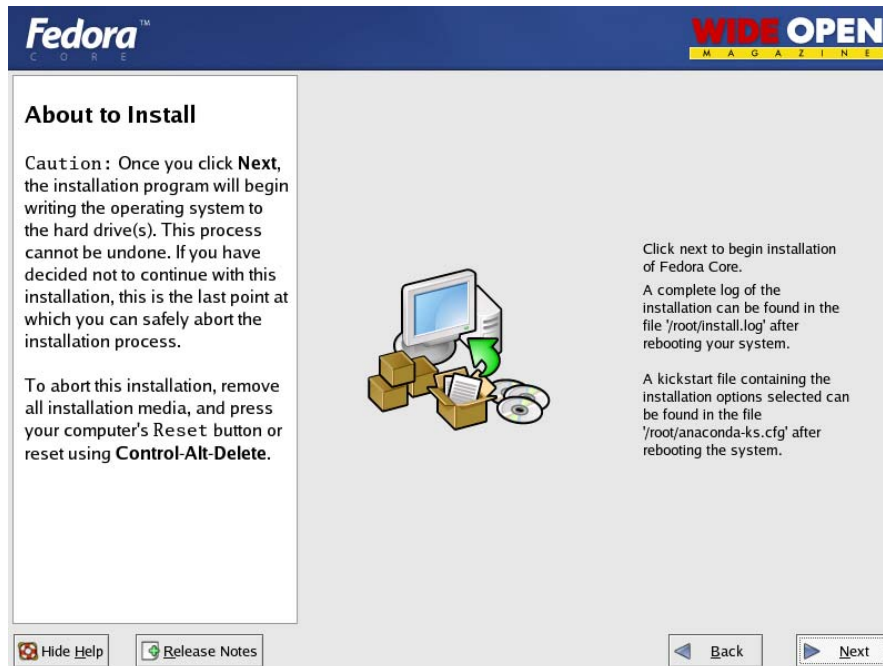 Fedora™
CORE
WIDE OPEN
MAGAZINE
About to Install
Caution: Once you click Next,
the installation program will begin
writing the operating system to
the hard drive(s). This process
cannot be undone. If you have
decided not to continue with this
installation, this is the last point at
which you can safely abort the
installation process.
To abort this installation, remove
all installation media, and press
your computer's Reset button or
reset using Control-Alt-Delete.
Click next to begin installation
of Fedora Core.
A complete log of the
installation can be found in the
file '/root/install.log' after
rebooting your system.
A kickstart file containing the
installation options selected can
be found in the file
'/root/anaconda-ks.cfg' after
rebooting the system.
Hide Help
Release Notes
Back
Next